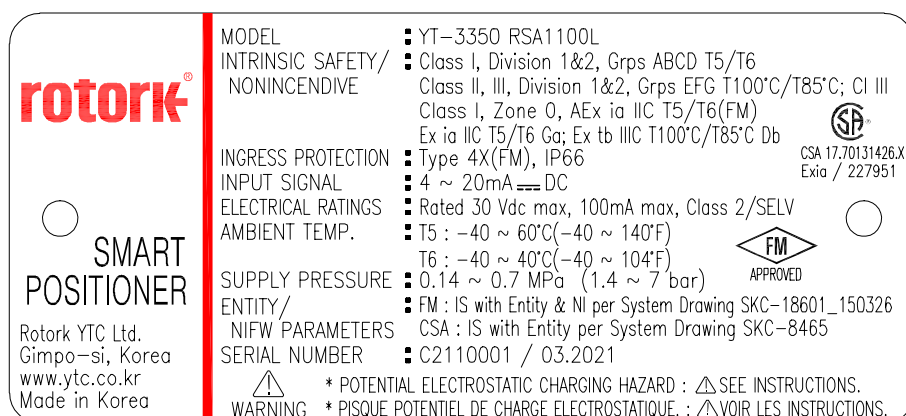 rotork®
SMART
POSITIONER
Rotork YTC Ltd.
Gimpo-si, Korea
www.ytc.co.kr
Made in Korea
MODEL : YT-3350 RSA1100L
INTRINSIC SAFETY/ : Class I, Division 1&2, Grps ABCD T5/T6
NONINCENDIVE Class II, III, Division 1&2, Grps EFG T100°C/T85°C; Cl III
Class I, Zone 0, AEx ia IIC T5/T6(FM)
Ex ia IIC T5/T6 Ga; Ex tb IIIC T100°C/T85°C Db
INGRESS PROTECTION : Type 4X(FM), IP66
INPUT SIGNAL : 4 ~ 20mA ⎓ DC
ELECTRICAL RATINGS : Rated 30 Vdc max, 100mA max, Class 2/SELV
AMBIENT TEMP. : T5 : -40 ~ 60°C(-40 ~ 140°F)
T6 : -40 ~ 40°C(-40 ~ 104°F)
SUPPLY PRESSURE : 0.14 ~ 0.7 MPa (1.4 ~ 7 bar)
ENTITY/ : FM : IS with Entity & NI per System Drawing SKC-18601_150326
NIFW PARAMETERS CSA : IS with Entity per System Drawing SKC-8465
SERIAL NUMBER : C2110001 / 03.2021
WARNING
* POTENTIAL ELECTROSTATIC CHARGING HAZARD : ⚠ SEE INSTRUCTIONS.
* PISQUE POTENTIEL DE CHARGE ELECTROSTATIQUE. : ⚠ VOIR LES INSTRUCTIONS.
SA®
CSA 17.70131426.X
Exia / 227951
FM
APPROVED